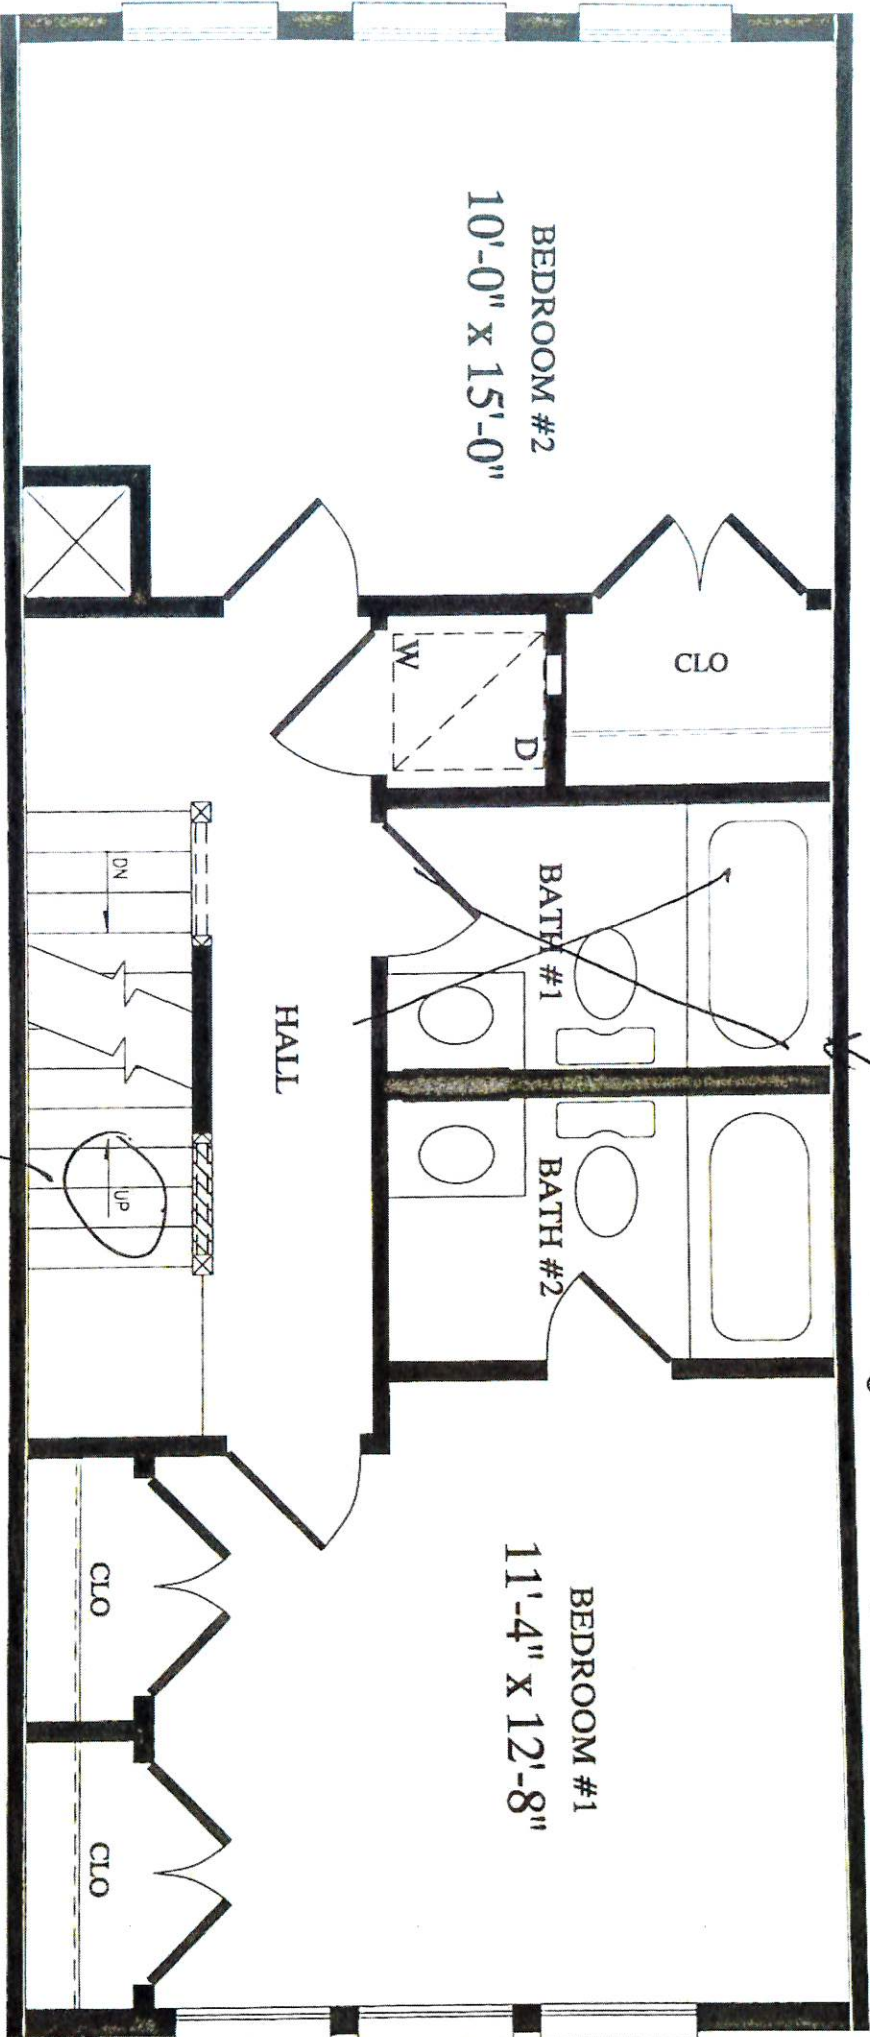 BEDROOM #2
10'-0" x 15'-0"
CLO
W
D
BATH #1
BATH #2
DN
HALL
UP
BEDROOM #1
11'-4" x 12'-8"
CLO
CLO